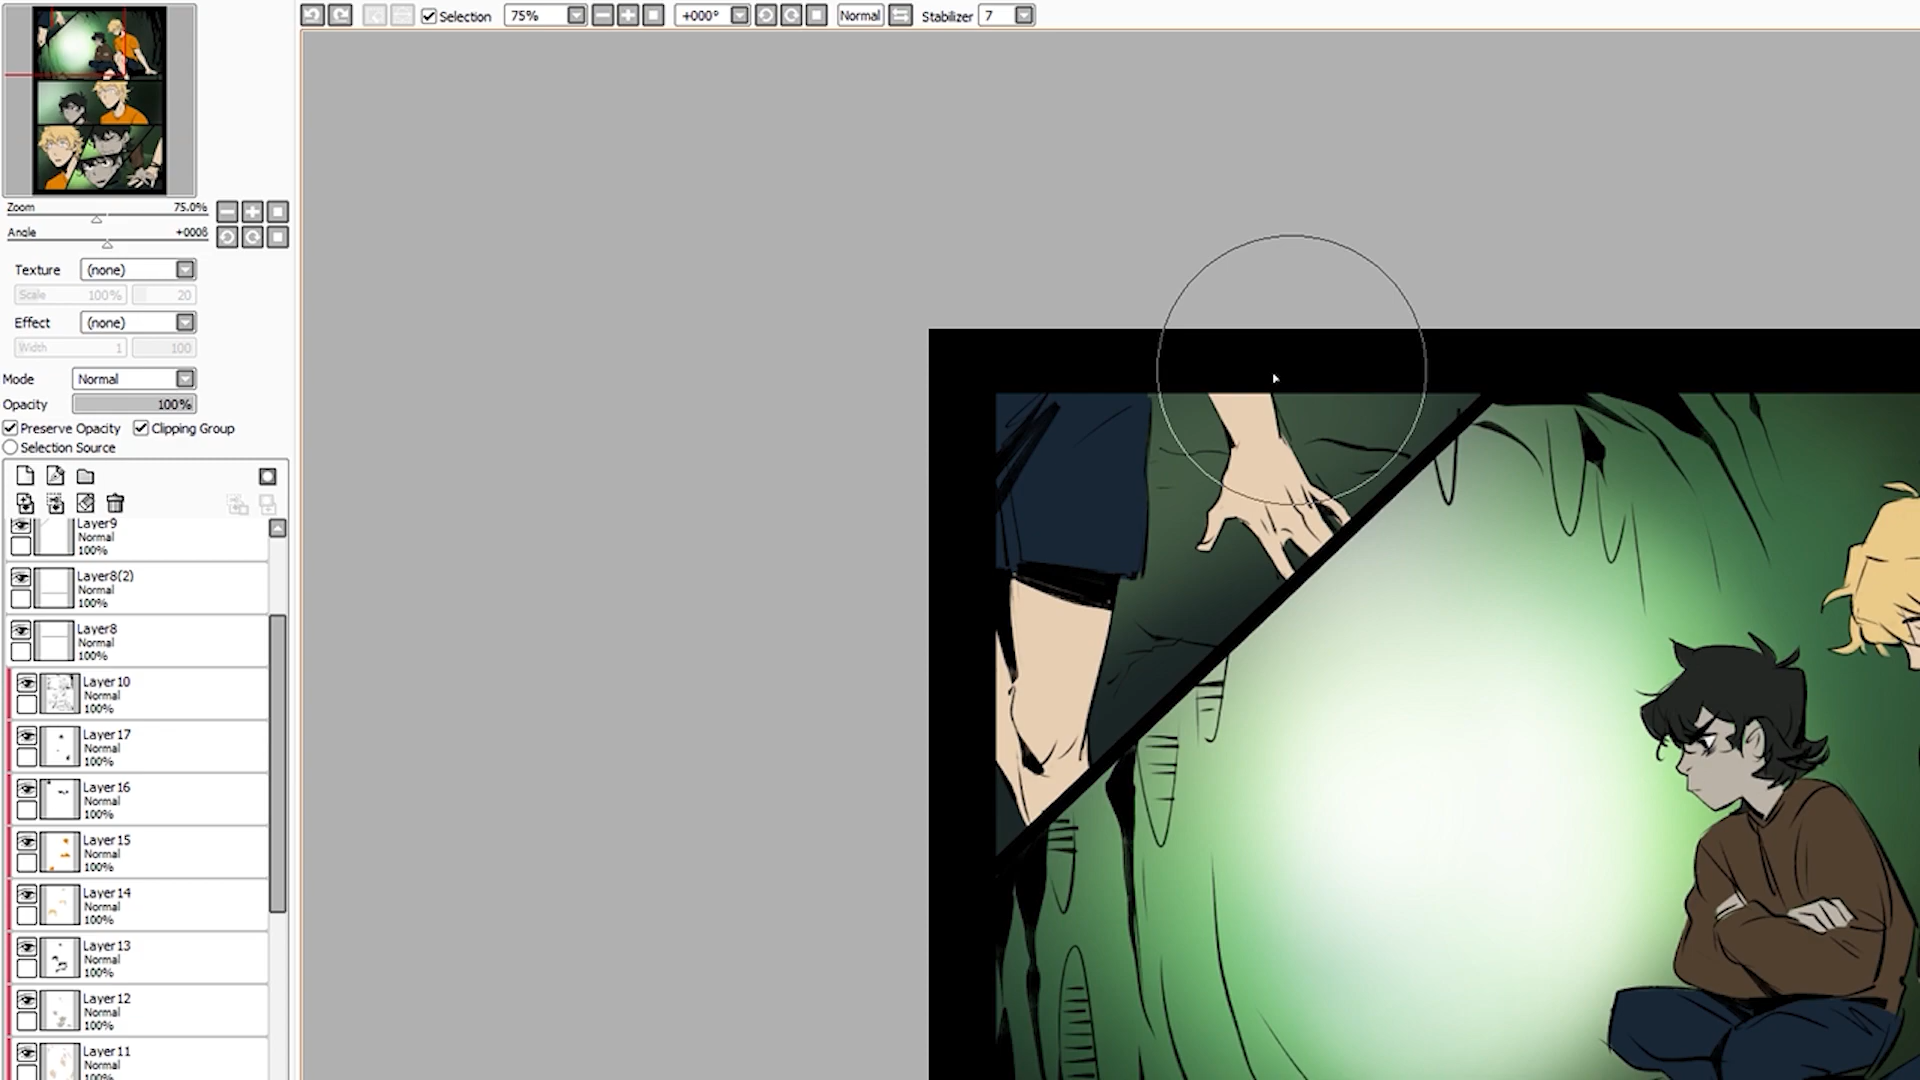 Selection 75% +000° Normal Stabilizer 7
Zoom 75.0%
Angle +000ß
Texture (none)
Scale 100% 20
Effect (none)
Width 1 100
Mode Normal
Opacity 100%
Preserve Opacity Clipping Group
Selection Source
Layer9
Normal
100%
Layer8(2)
Normal
100%
Layer8
Normal
100%
Layer10
Normal
100%
Layer17
Normal
100%
Layer16
Normal
100%
Layer15
Normal
100%
Layer14
Normal
100%
Layer13
Normal
100%
Layer12
Normal
100%
Layer11
Normal
100%